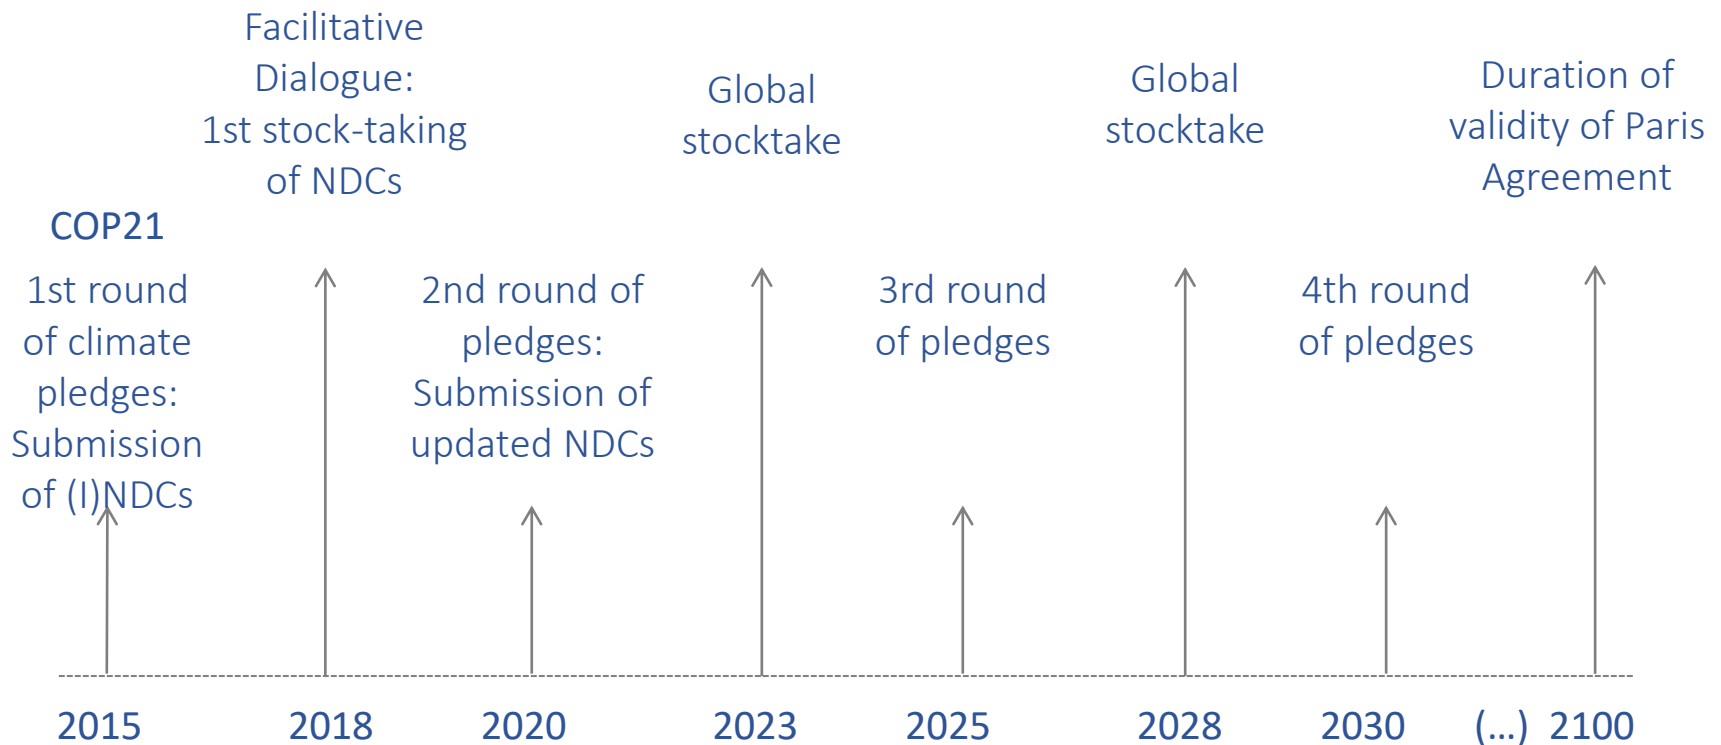 COP21
1st round
of climate
pledges:
Submission
of (I)NDCs
Facilitative
Dialogue:
1st stock-taking
of NDCs
2nd round of
pledges:
Submission of
updated NDCs
Global
stocktake
3rd round
of pledges
Global
stocktake
4th round
of pledges
Duration of
validity of Paris
Agreement
2015 2018 2020 2023 2025 2028 2030 (...) 2100